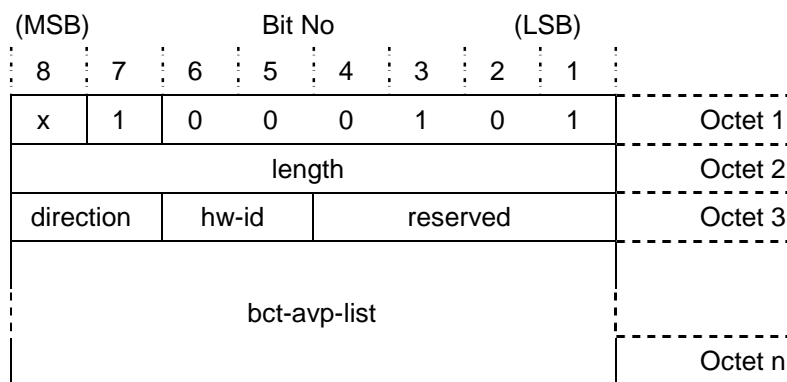 (MSB) Bit No (LSB)
8 7 6 5 4 3 2 1
x 1 0 0 0 1 0 1 Octet 1
length Octet 2
direction hw-id reserved Octet 3
bct-avp-list
Octet n